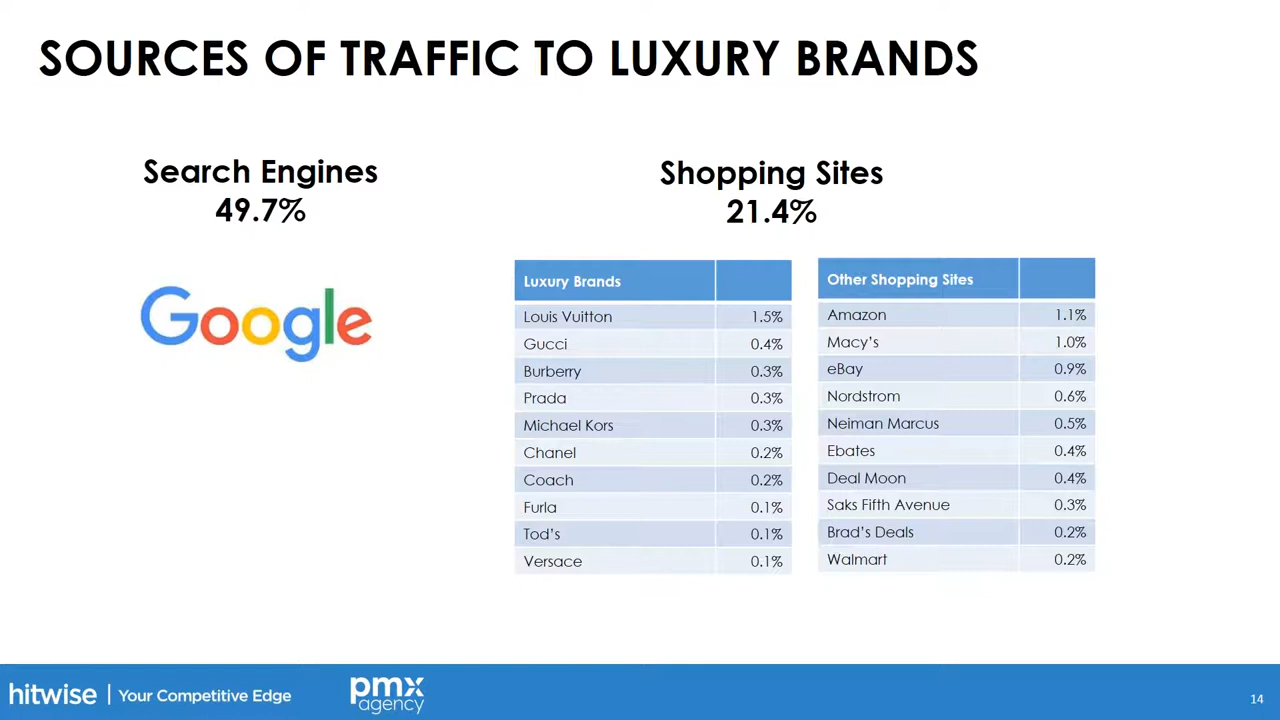 SOURCES OF TRAFFIC TO LUXURY BRANDS
Search Engines
49.7%
Google
Shopping Sites
21.4%
Luxury Brands
Louis Vuitton 1.5%
Gucci 0.4%
Burberry 0.3%
Prada 0.3%
Michael Kors 0.3%
Chanel 0.2%
Coach 0.2%
Furla 0.1%
Tod's 0.1%
Versace 0.1%
Other Shopping Sites
Amazon 1.1%
Macy's 1.0%
eBay 0.9%
Nordstrom 0.6%
Neiman Marcus 0.5%
Ebates 0.4%
Deal Moon 0.4%
Saks Fifth Avenue 0.3%
Brad's Deals 0.2%
Walmart 0.2%
hitwise | Your Competitive Edge
pmx
agency
14